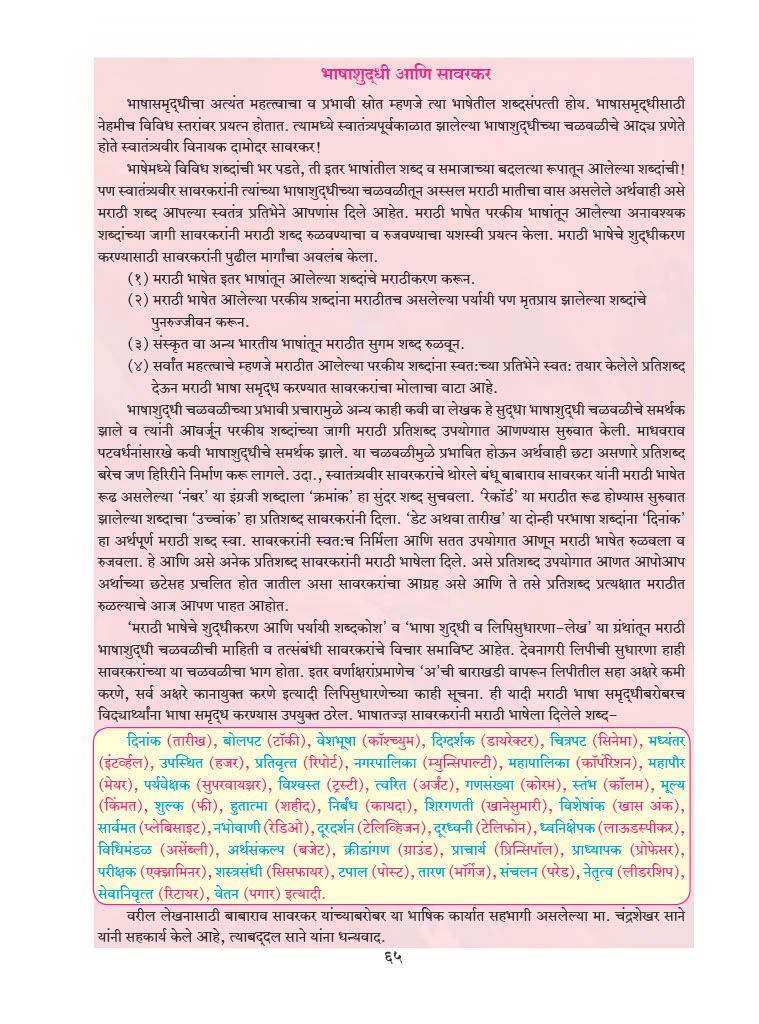 भाषाशुद्धी आणि सावरकर
भाषासमृद्धीचा अत्यंत महत्त्वाचा व प्रभावी स्रोत म्हणजे त्या भाषेतील शब्दसंपत्ती होय. भाषासमृद्धीसाठी
नेहमीच विविध स्तरांवर प्रयत्न होतात. त्यामध्ये स्वातंत्र्यपूर्वकाळात झालेल्या भाषाशुद्धीच्या चळवळीचे आद्य प्रणेते
होते स्वातंत्र्यवीर विनायक दामोदर सावरकर!
भाषेमध्ये विविध शब्दांची भर पडते, ती इतर भाषांतील शब्द व समाजाच्या बदलत्या रूपातून आलेल्या शब्दांची!
पण स्वातंत्र्यवीर सावरकरांनी त्यांच्या भाषाशुद्धीच्या चळवळीतून अस्सल मराठी मातीचा वास असलेले अर्थवाही असे
मराठी शब्द आपल्या स्वतंत्र प्रतिभेने आपणांस दिले आहेत. मराठी भाषेत परकीय भाषांतून आलेल्या अनावश्यक
शब्दांच्या जागी सावरकरांनी मराठी शब्द रुळवण्याचा व रुजवण्याचा यशस्वी प्रयत्न केला. मराठी भाषेचे शुद्धीकरण
करण्यासाठी सावरकरांनी पुढील मार्गांचा अवलंब केला.
(१) मराठी भाषेत इतर भाषांतून आलेल्या शब्दांचे मराठीकरण करून.
(२) मराठी भाषेत आलेल्या परकीय शब्दांना मराठीतच असलेल्या पर्यायी पण मृतप्राय झालेल्या शब्दांचे
पुनरुज्जीवन करून.
(३) संस्कृत वा अन्य भारतीय भाषांतून मराठीत सुगम शब्द रुळवून.
(४) सर्वांत महत्त्वाचे म्हणजे मराठीत आलेल्या परकीय शब्दांना स्वत:च्या प्रतिभेने स्वत: तयार केलेले प्रतिशब्द
देऊन मराठी भाषा समृद्ध करण्यात सावरकरांचा मोलाचा वाटा आहे.
भाषाशुद्धी चळवळीच्या प्रभावी प्रचारामुळे अन्य काही कवी वा लेखक हे सुद्धा भाषाशुद्धी चळवळीचे समर्थक
झाले व त्यांनी आवर्जून परकीय शब्दांच्या जागी मराठी प्रतिशब्द उपयोगात आणण्यास सुरुवात केली. माधवराव
पटवर्धनांसारखे कवी भाषाशुद्धीचे समर्थक झाले. या चळवळीमुळे प्रभावित होऊन अर्थवाही छटा असणारे प्रतिशब्द
बरेच जण हिरिरीने निर्माण करू लागले. उदा., स्वातंत्र्यवीर सावरकरांचे थोरले बंधू बाबाराव सावरकर यांनी मराठी भाषेत
रूढ असलेल्या ‘नंबर’ या इंग्रजी शब्दाला ‘क्रमांक’ हा सुंदर शब्द सुचवला. ‘रेकॉर्ड’ या मराठीत रूढ होण्यास सुरुवात
झालेल्या शब्दाचा ‘उच्चांक’ हा प्रतिशब्द सावरकरांनी दिला. ‘डेट अथवा तारीख’ या दोन्ही परभाषा शब्दांना ‘दिनांक’
हा अर्थपूर्ण मराठी शब्द स्वा. सावरकरांनी स्वत:च निर्मिला आणि सतत उपयोगात आणून मराठी भाषेत रुळवला व
रुजवला. हे आणि असे अनेक प्रतिशब्द सावरकरांनी मराठी भाषेला दिले. असे प्रतिशब्द उपयोगात आणत आपोआप
अर्थाच्या छटेसह प्रचलित होत जातील असा सावरकरांचा आग्रह असे आणि ते तसे प्रतिशब्द प्रत्यक्षात मराठीत
रुळल्याचे आज आपण पाहत आहोत.
‘मराठी भाषेचे शुद्धीकरण आणि पर्यायी शब्दकोश’ व ‘भाषा शुद्धी व लिपिसुधारणा-लेख’ या ग्रंथांतून मराठी
भाषाशुद्धी चळवळीची माहिती व तत्संबंधी सावरकरांचे विचार समाविष्ट आहेत. देवनागरी लिपीची सुधारणा हाही
सावरकरांच्या या चळवळीचा भाग होता. इतर वर्णाक्षरांप्रमाणेच ‘अ’ची बाराखडी वापरून लिपीतील सहा अक्षरे कमी
करणे, सर्व अक्षरे कानायुक्त करणे इत्यादी लिपिसुधारणेच्या काही सूचना. ही यादी मराठी भाषा समृद्धीबरोबरच
विद्यार्थ्यांना भाषा समृद्ध करण्यास उपयुक्त ठरेल. भाषातज्ज्ञ सावरकरांनी मराठी भाषेला दिलेले शब्द-
दिनांक (तारीख), बोलपट (टॉकी), वेशभूषा (कॉश्च्युम), दिग्दर्शक (डायरेक्टर), चित्रपट (सिनेमा), मध्यंतर
(इंटर्व्हल), उपस्थित (हजर), प्रतिवृत्त (रिपोर्ट), नगरपालिका (म्युन्सिपाल्टी), महापालिका (कॉर्पोरेशन), महापौर
(मेयर), पर्यवेक्षक (सुपरवायझर), विश्वस्त (ट्रस्टी), त्वरित (अर्जंट), गणसंख्या (कोरम), स्तंभ (कॉलम), मूल्य
(किंमत), शुल्क (फी), हुतात्मा (शहीद), निर्बंध (कायदा), शिरगणती (खानेसुमारी), विशेषांक (खास अंक),
सार्वमत (प्लेबिसाइट), नभोवाणी (रेडिओ), दूरदर्शन (टेलिव्हिजन), दूरध्वनी (टेलिफोन), ध्वनिक्षेपक (लाऊडस्पीकर),
विधिमंडळ (असेंब्ली), अर्थसंकल्प (बजेट), क्रीडांगण (ग्राउंड), प्राचार्य (प्रिन्सिपॉल), प्राध्यापक (प्रोफेसर),
परीक्षक (एक्झामिनर), शस्त्रसंधी (सिसफायर), टपाल (पोस्ट), तारण (मॉर्गेज), संचलन (परेड), नेतृत्व (लीडरशिप),
सेवानिवृत्त (रिटायर), वेतन (पगार) इत्यादी.
वरील लेखनासाठी बाबाराव सावरकर यांच्याबरोबर या भाषिक कार्यात सहभागी असलेल्या मा. चंद्रशेखर साने
यांनी सहकार्य केले आहे, त्याबद्दल साने यांना धन्यवाद.
६५